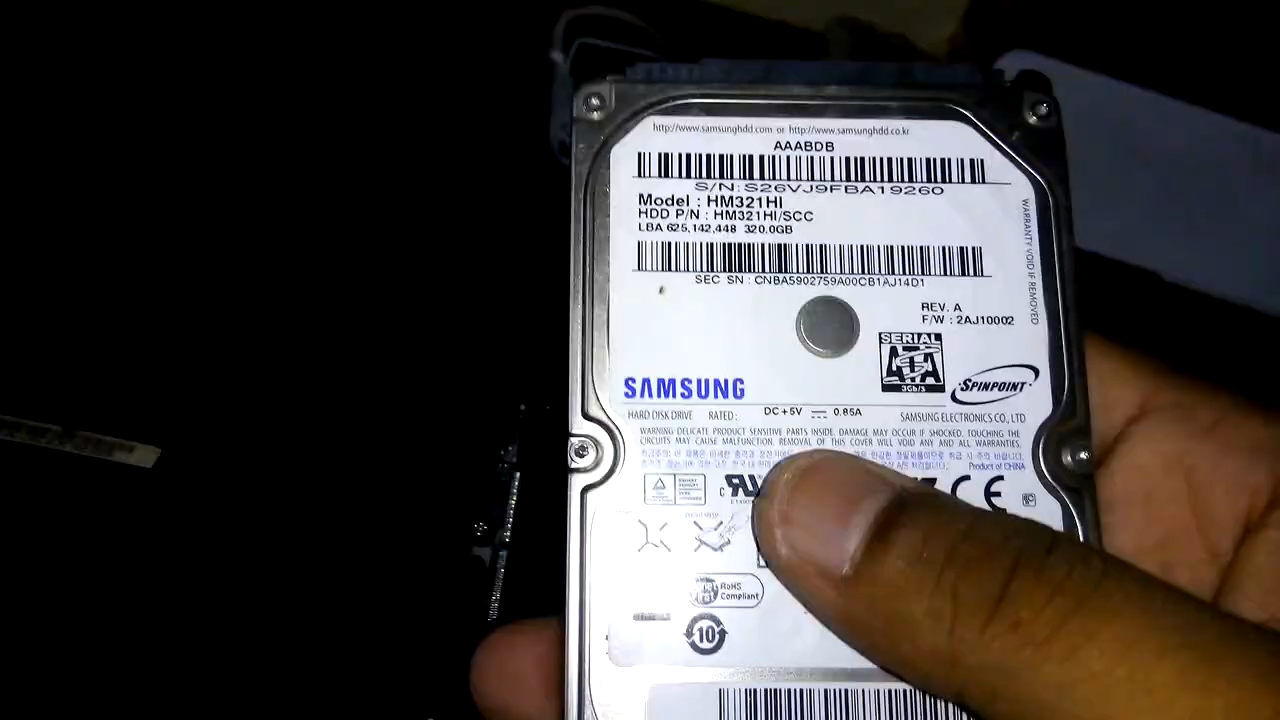 http://www.samsunghdd.com or http://www.samsunghdd.co.kr
AAABDB
S/N: S26VJ9FBA19260
Model : HM321HI
HDD P/N : HM321HI/SCC
LBA 625,142,448 320.0GB
WARRANTY VOID IF REMOVED
SEC SN : CNBA5902759A00CB1AJ14D1
REV. A
F/W : 2AJ10002
SERIAL
ATA
3Gb/s
SAMSUNG
SPINPOINT
HARD DISK DRIVE RATED : DC +5V 0.85A SAMSUNG ELECTRONICS CO., LTD
WARNING DELICATE PRODUCT SENSITIVE PARTS INSIDE. DAMAGE MAY OCCUR IF SHOCKED. TOUCHING THE
CIRCUITS MAY CAUSE MALFUNCTION. REMOVAL OF THIS COVER WILL VOID ANY AND ALL WARRANTIES.
Product of CHINA
c RU CE
RoHS
Compliant
10